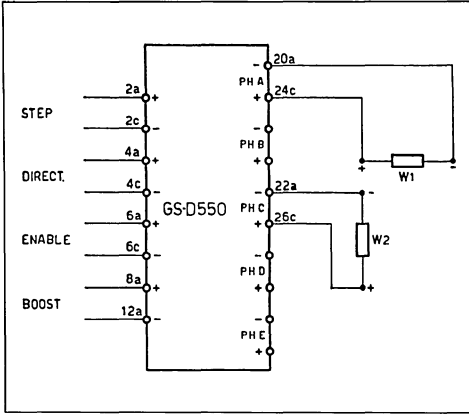 STEP
DIRECT.
ENABLE
BOOST
2a
2c
4a
4c
6a
6c
8a
12a
+
-
+
-
+
-
+
-
GS-D550
-
PH A
+
-
PH B
+
-
PH C
+
-
PH D
+
-
PH E
+
20a
24c
22a
26c
+
W1
-
-
W2
+